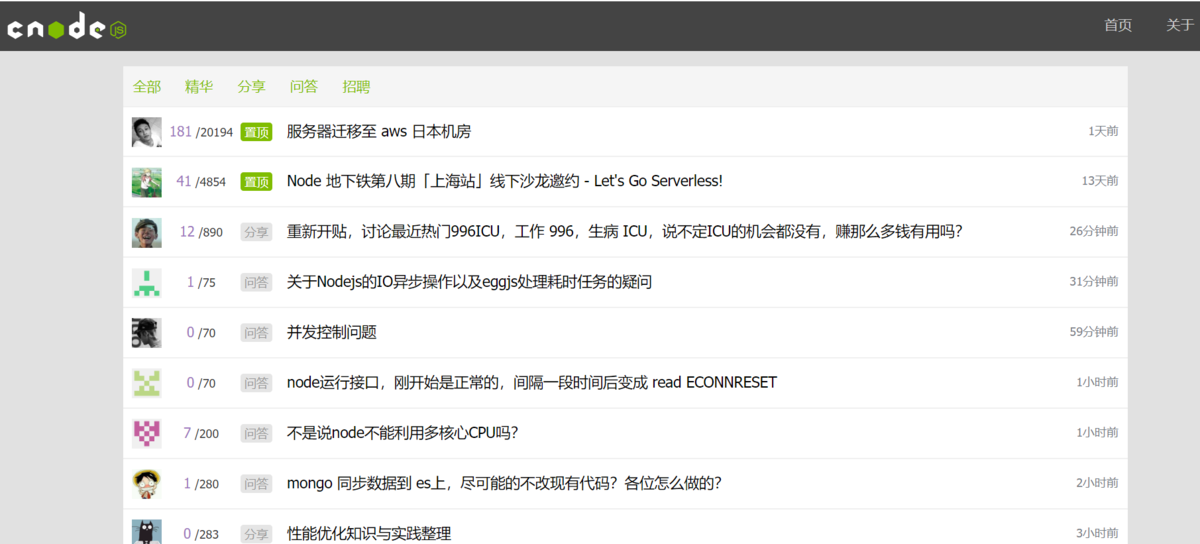 cnode JS
首页 关于
全部 精华 分享 问答 招聘
181 /20194 置顶 服务器迁移至 aws 日本机房 1天前
41 /4854 置顶 Node 地下铁第八期「上海站」线下沙龙邀约 - Let's Go Serverless! 13天前
12 /890 分享 重新开贴，讨论最近热门996ICU，工作 996，生病 ICU，说不定ICU的机会都没有，赚那么多钱有用吗？ 26分钟前
1 /75 问答 关于Nodejs的IO异步操作以及eggjs处理耗时任务的疑问 31分钟前
0 /70 问答 并发控制问题 59分钟前
0 /70 问答 node运行接口，刚开始是正常的，间隔一段时间后变成 read ECONNRESET 1小时前
7 /200 问答 不是说node不能利用多核心CPU吗？ 1小时前
1 /280 问答 mongo 同步数据到 es上，尽可能的不改现有代码？各位怎么做的？ 2小时前
0 /283 分享 性能优化知识与实践整理 3小时前